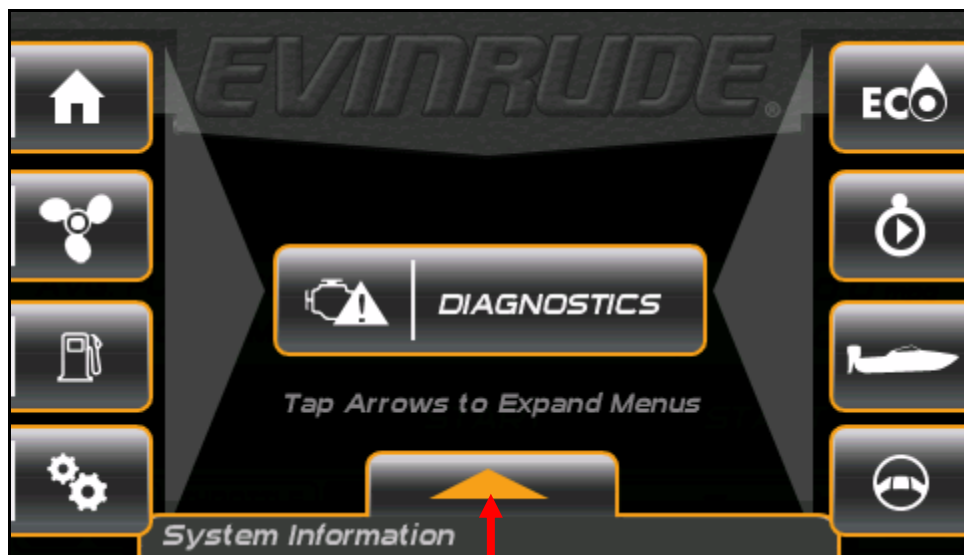 EVINRUDE®
ECO
DIAGNOSTICS
Tap Arrows to Expand Menus
System Information